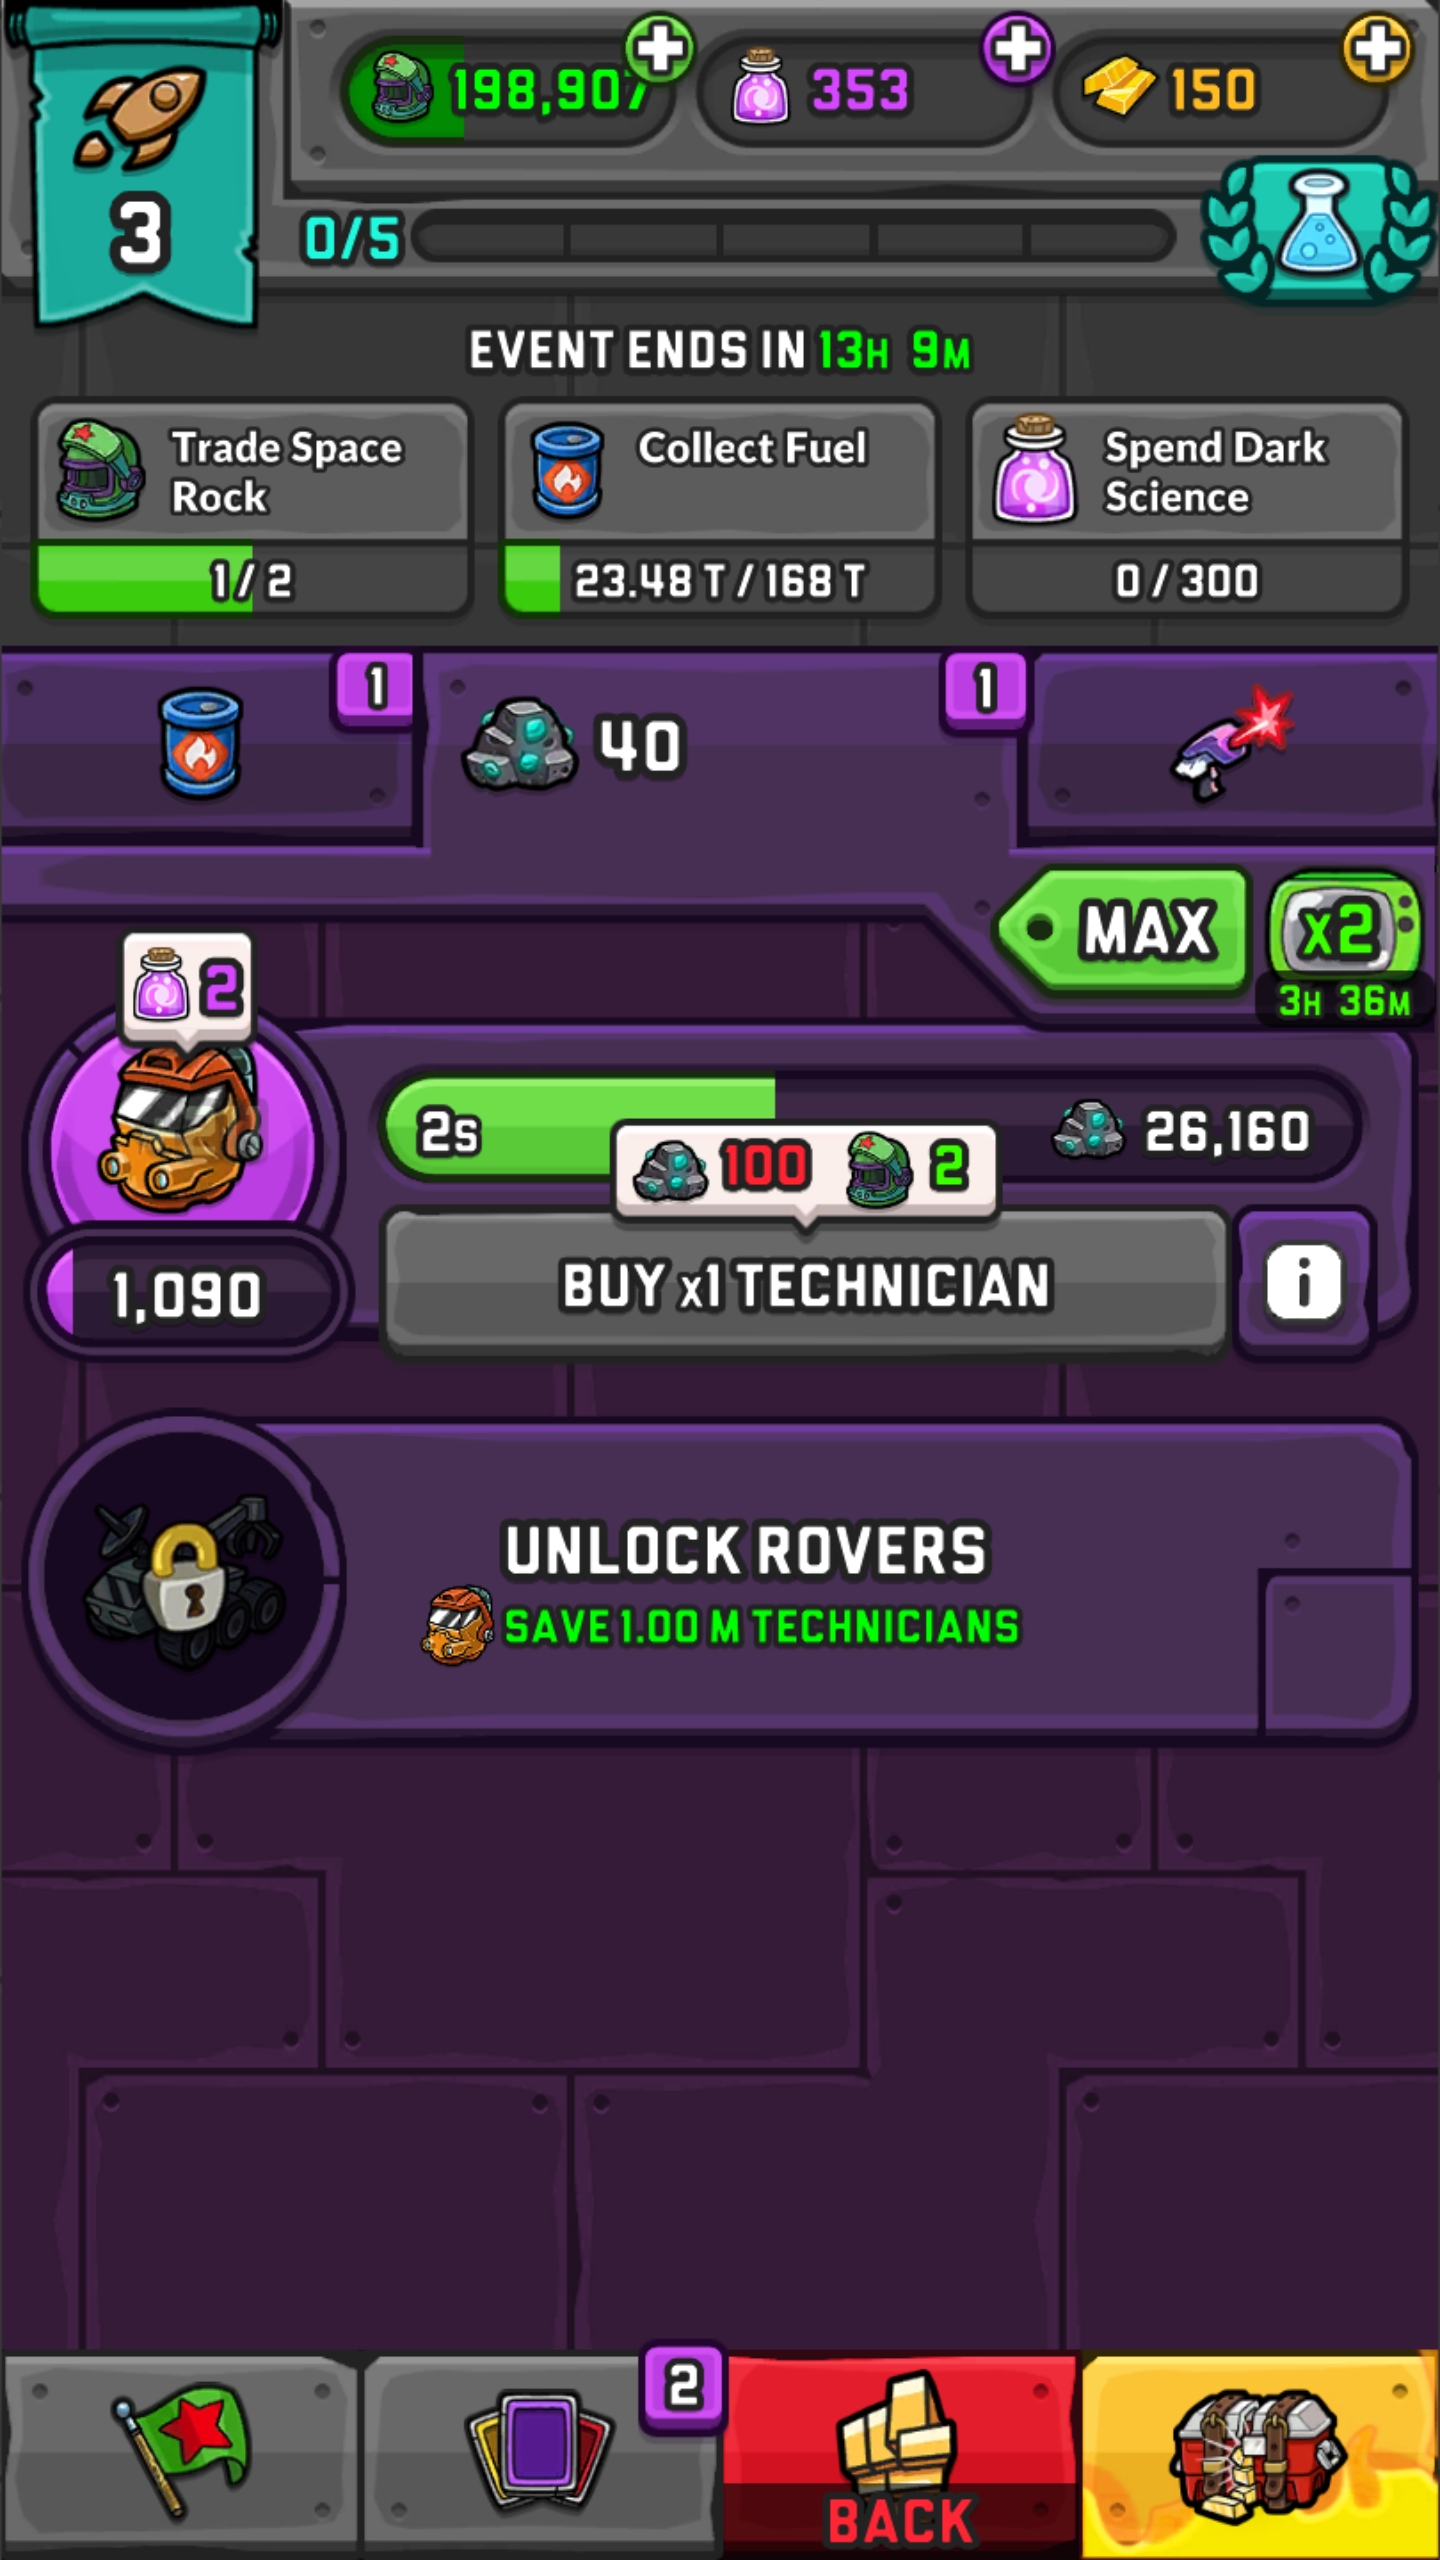 198,907
353
150
3
0/5
EVENT ENDS IN 13H 9M
Trade Space
Rock
1/2
Collect Fuel
23.48 T/168 T
Spend Dark
Science
0/300
1
40
1
MAX
x2
3H 36M
2
2s
26,160
100
2
1,090
BUY x1 TECHNICIAN
i
UNLOCK ROVERS
SAVE 1.00 M TECHNICIANS
2
BACK